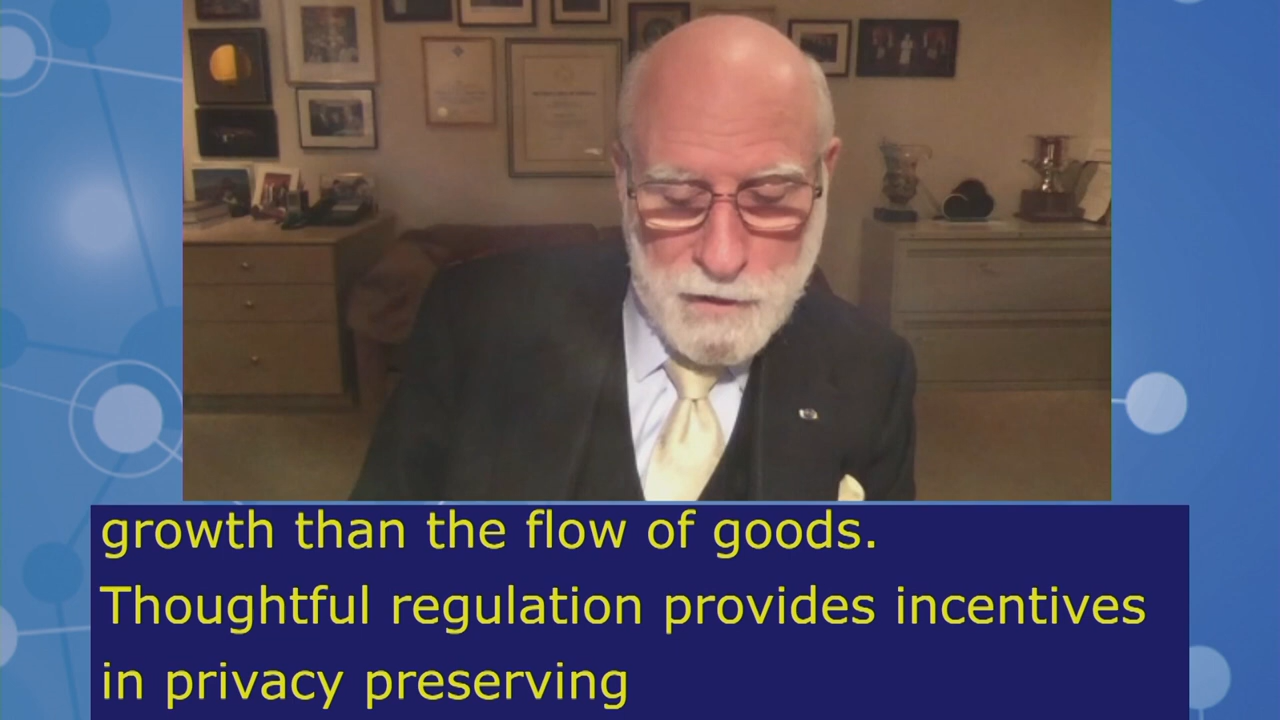 growth than the flow of goods.
Thoughtful regulation provides incentives
in privacy preserving